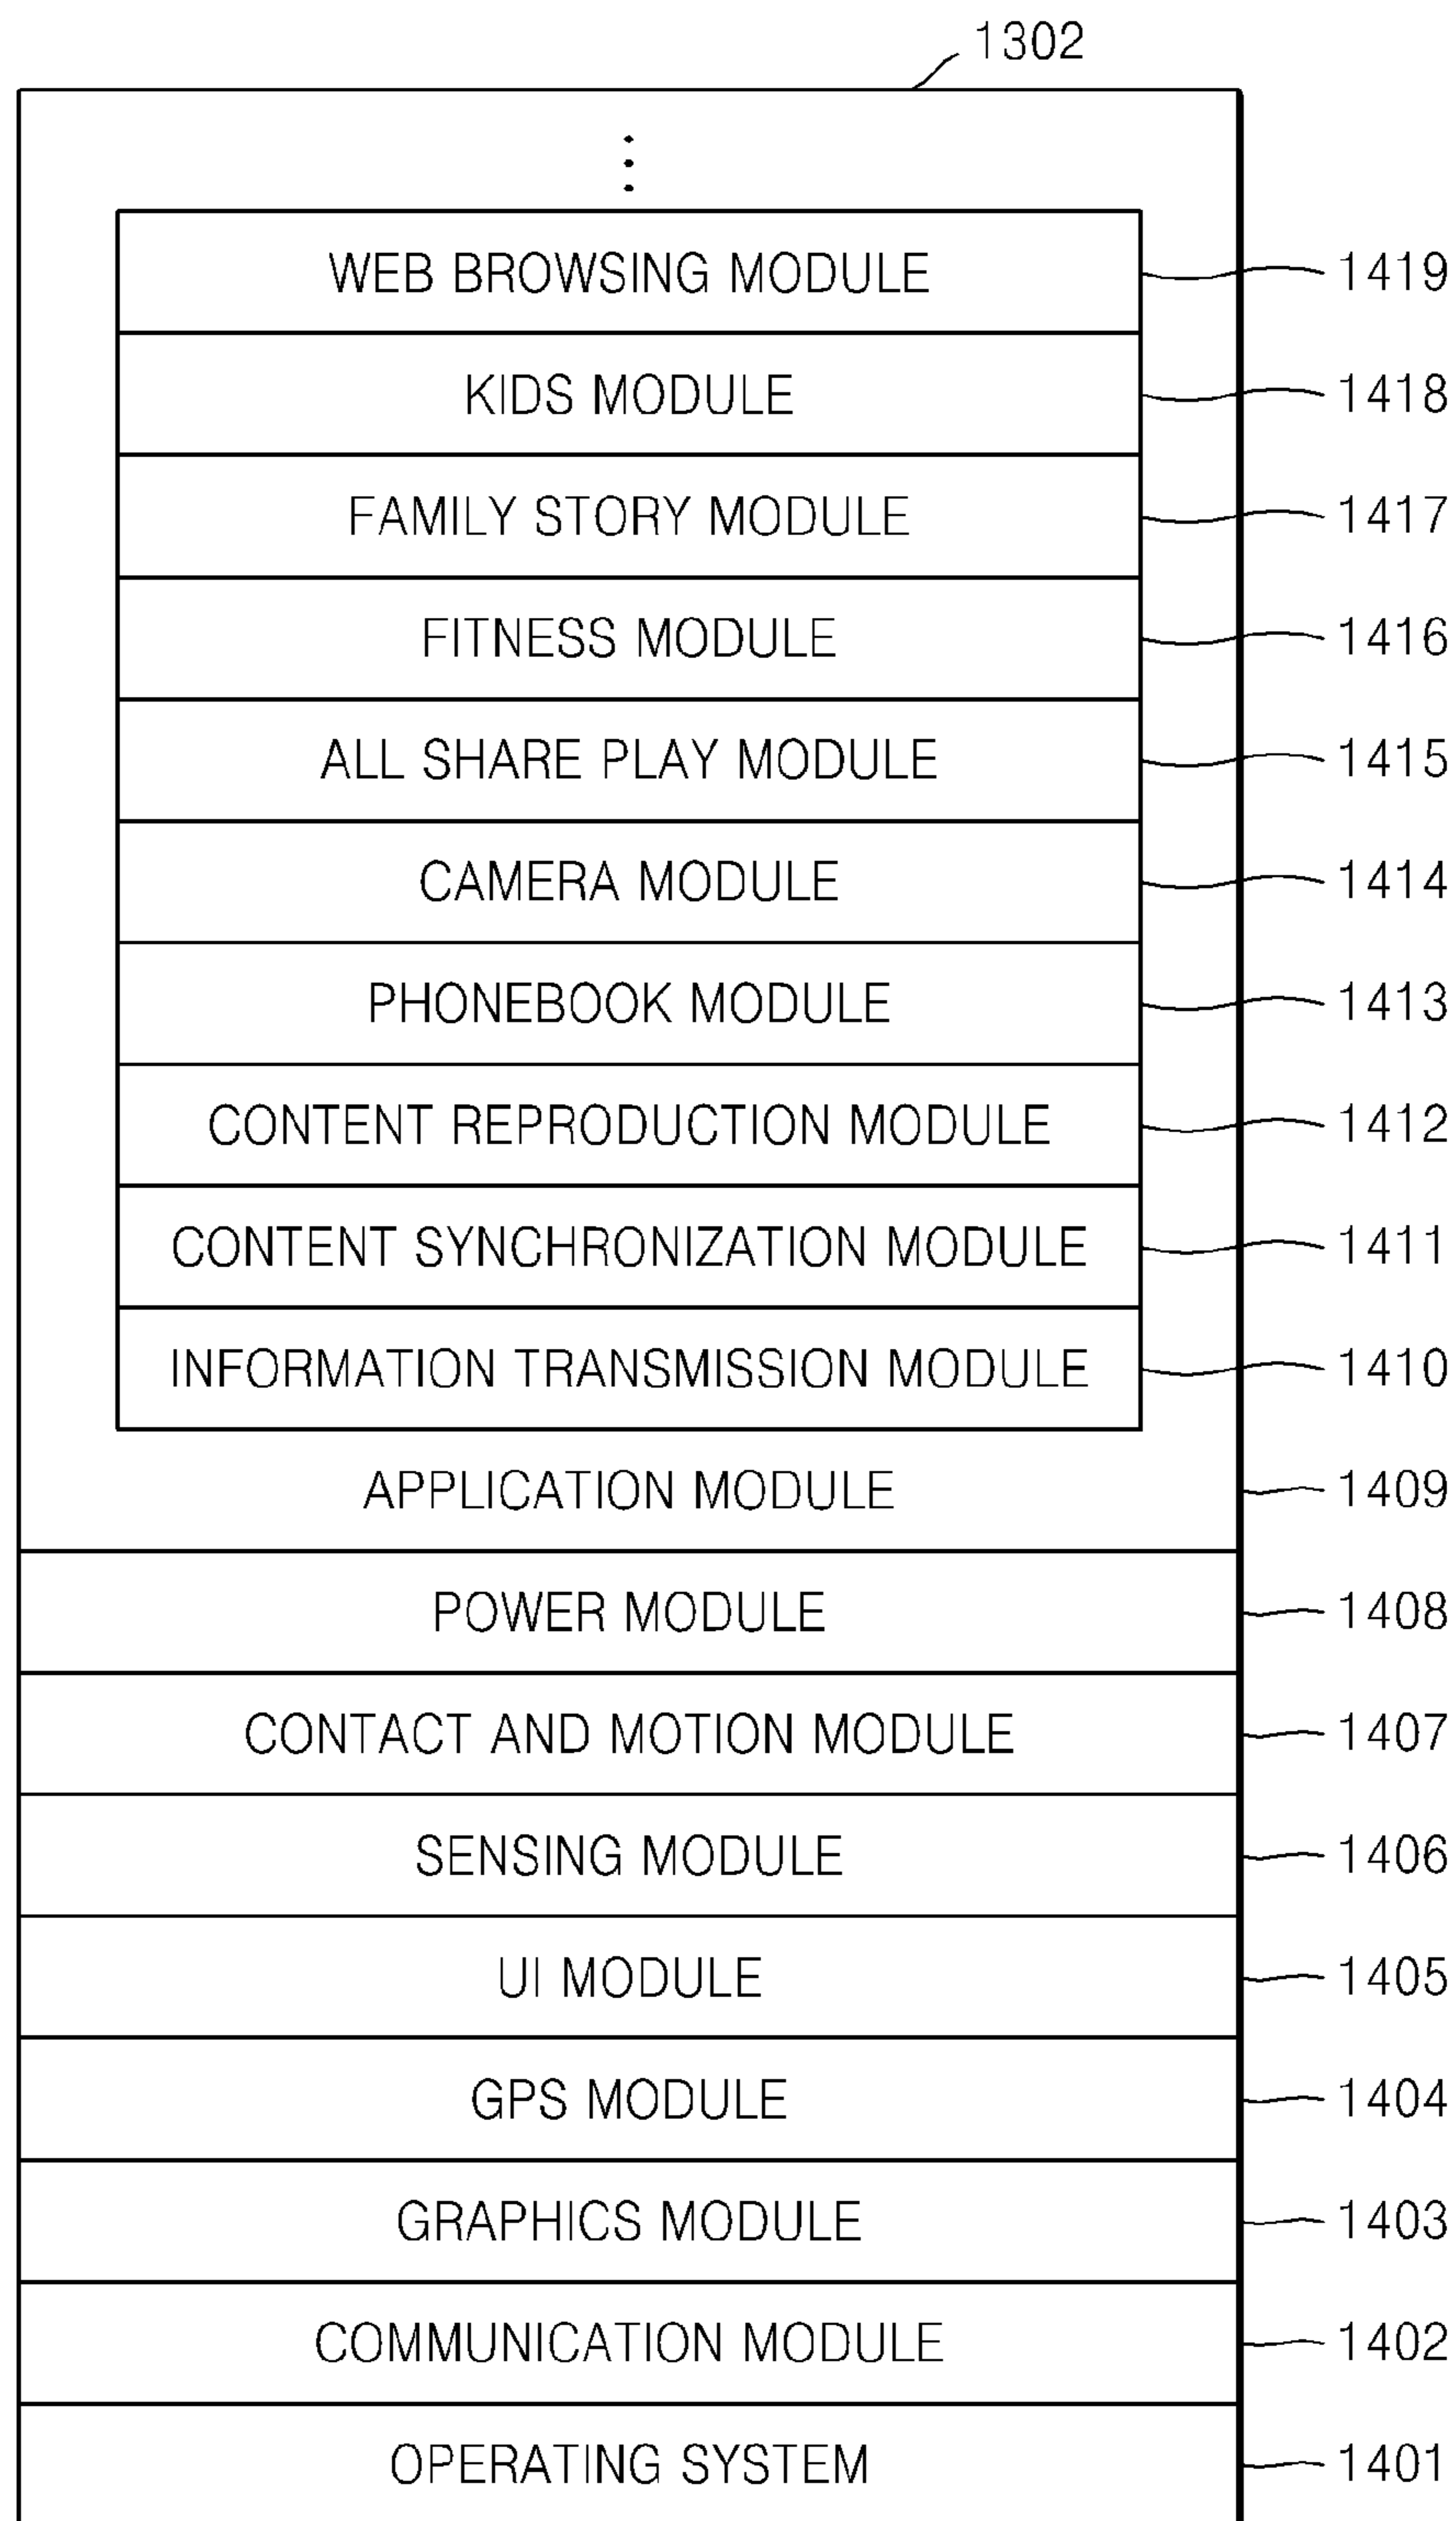 1302
WEB BROWSING MODULE 1419
KIDS MODULE 1418
FAMILY STORY MODULE 1417
FITNESS MODULE 1416
ALL SHARE PLAY MODULE 1415
CAMERA MODULE 1414
PHONEBOOK MODULE 1413
CONTENT REPRODUCTION MODULE 1412
CONTENT SYNCHRONIZATION MODULE 1411
INFORMATION TRANSMISSION MODULE 1410
APPLICATION MODULE 1409
POWER MODULE 1408
CONTACT AND MOTION MODULE 1407
SENSING MODULE 1406
UI MODULE 1405
GPS MODULE 1404
GRAPHICS MODULE 1403
COMMUNICATION MODULE 1402
OPERATING SYSTEM 1401